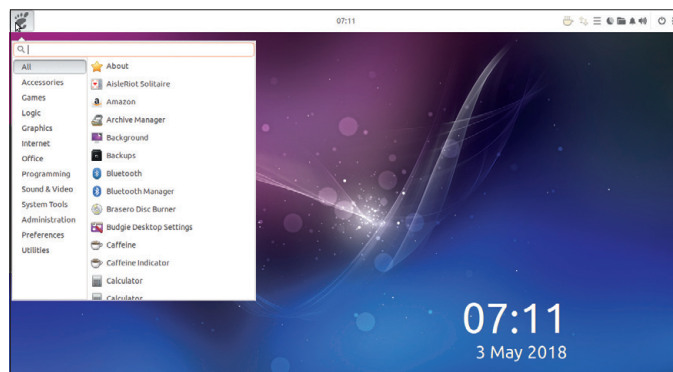 07:11
All
Accessories
Games
Logic
Graphics
Internet
Office
Programming
Sound & Video
System Tools
Administration
Preferences
Utilities
About
AisleRiot Solitaire
Amazon
Archive Manager
Background
Backups
Bluetooth
Bluetooth Manager
Brasero Disc Burner
Budgie Desktop Settings
Caffeine
Caffeine Indicator
Calculator
Calculator
07:11
3 May 2018